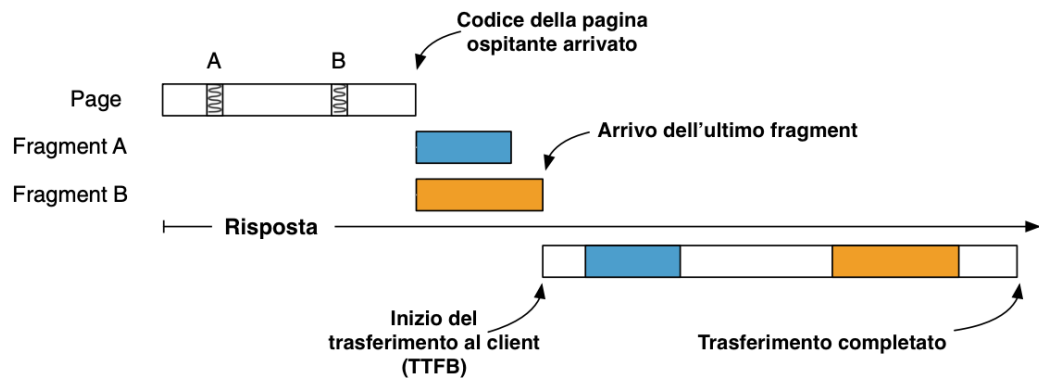 Codice della pagina
ospitante arrivato
A
B
Page
Fragment A
Arrivo dell'ultimo fragment
Fragment B
Risposta
Inizio del
trasferimento al client
(TTFB)
Trasferimento completato